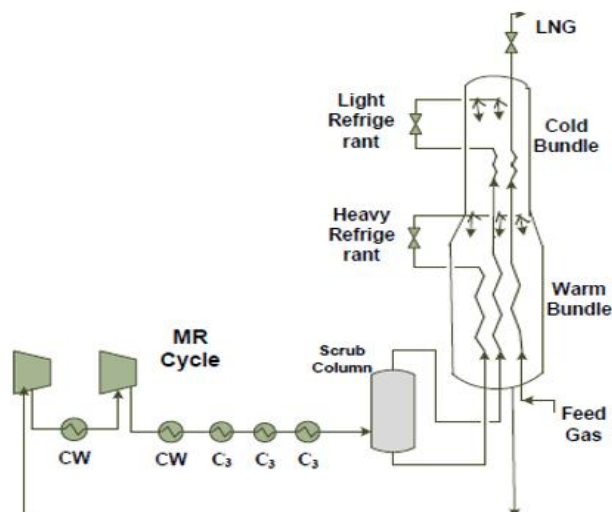 LNG
Light
Refrige
rant
Cold
Bundle
Heavy
Refrige
rant
Warm
Bundle
MR
Cycle
Scrub
Column
Feed
Gas
CW
CW
C₃
C₃
C₃